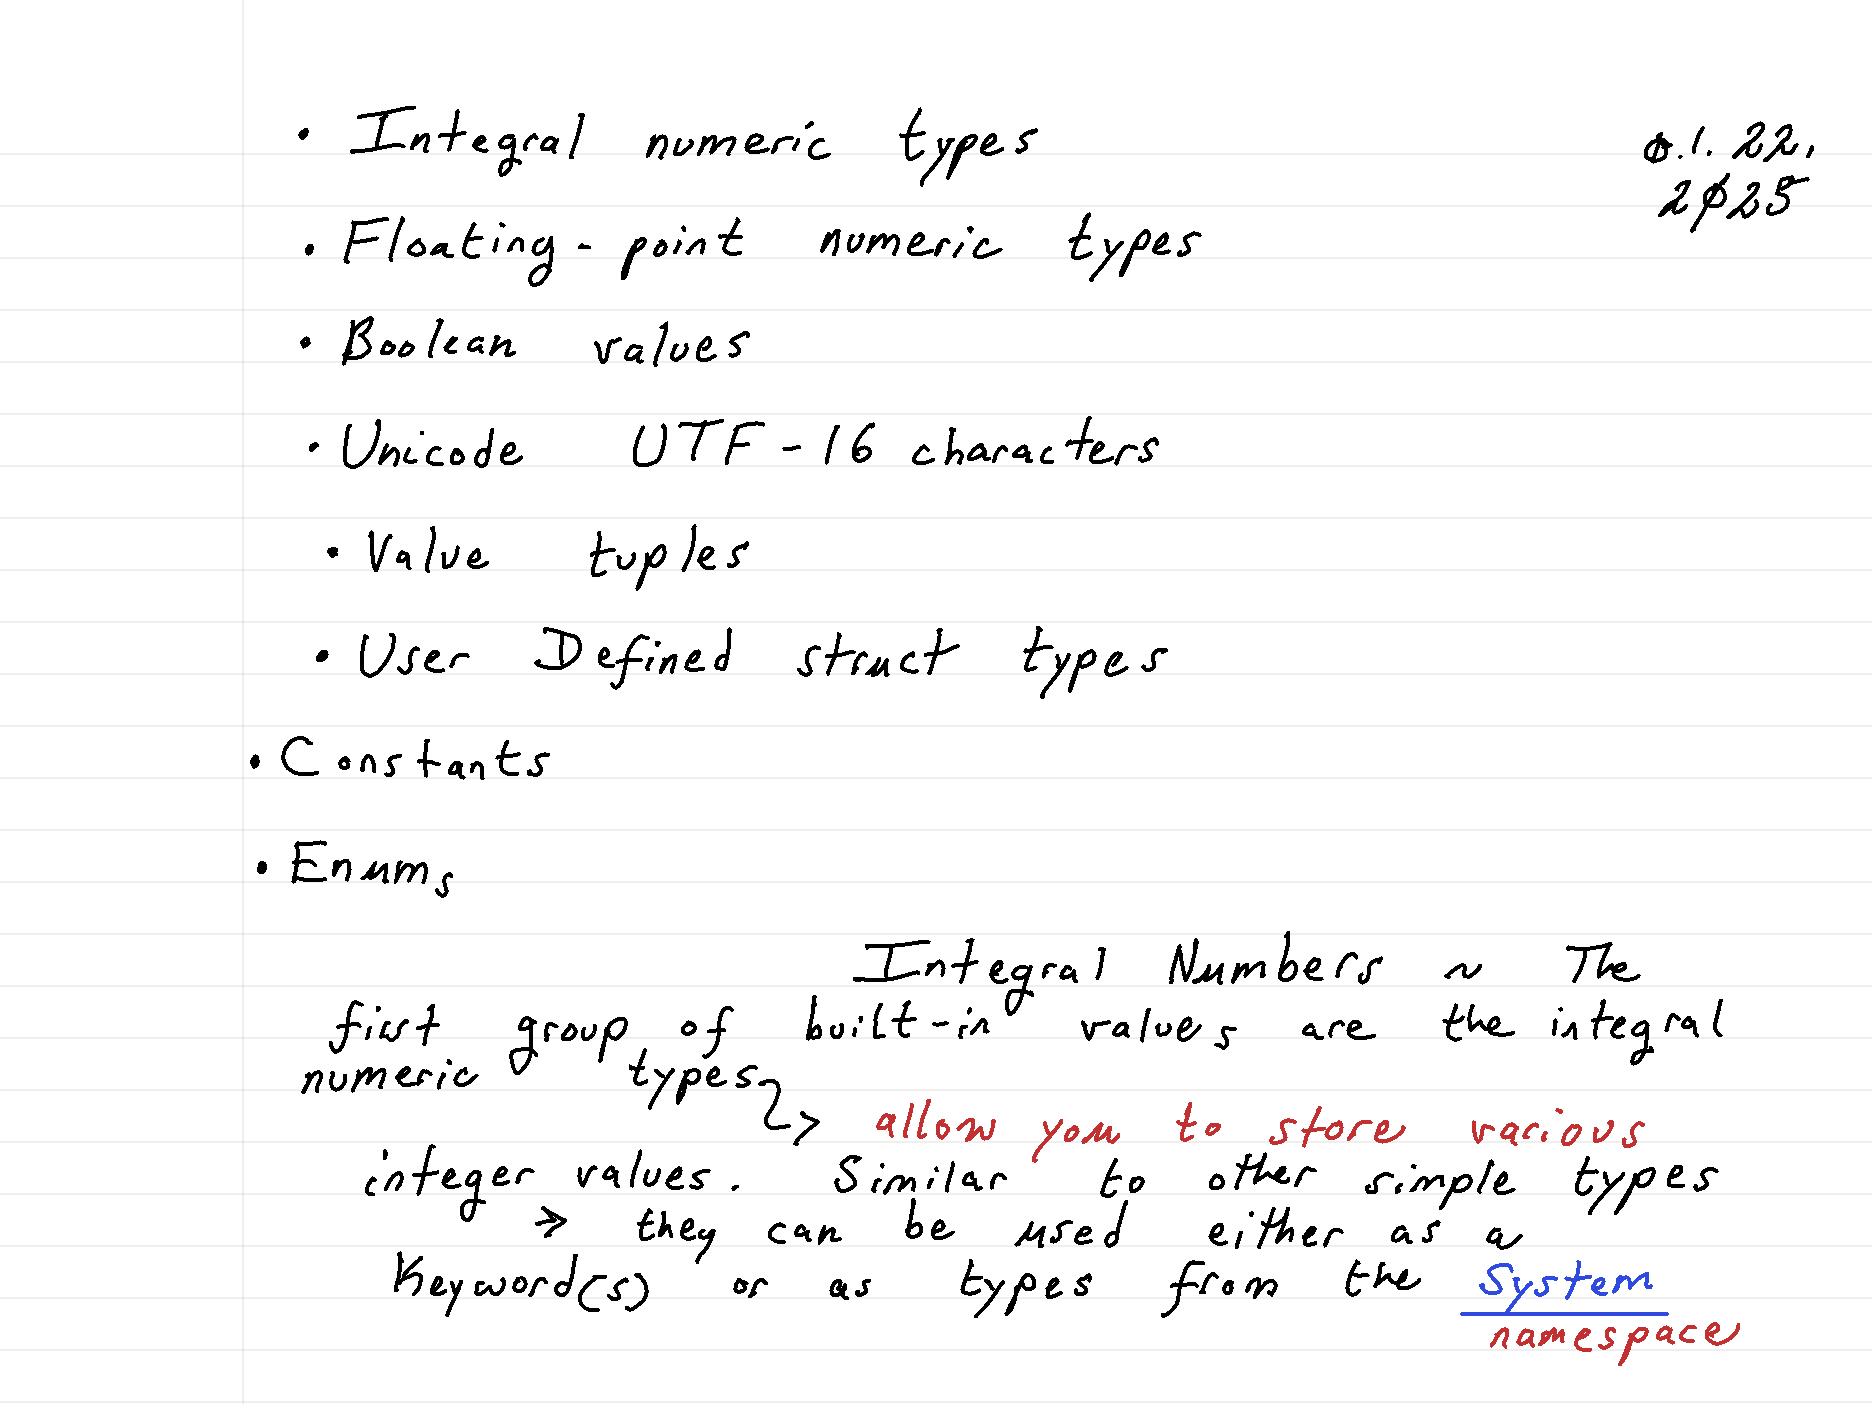 • Integral numeric types
ø.1. 22,
2ø25
• Floating-point numeric types
• Boolean values
• Unicode UTF-16 characters
• Value tuples
• User Defined struct types
• Constants
• Enums
Integral Numbers ~ The
first group of built-in values are the integral
numeric types
allow you to store various
integer values. Similar to other simple types
they can be used either as a
Keyword(s) or as types from the System
namespace